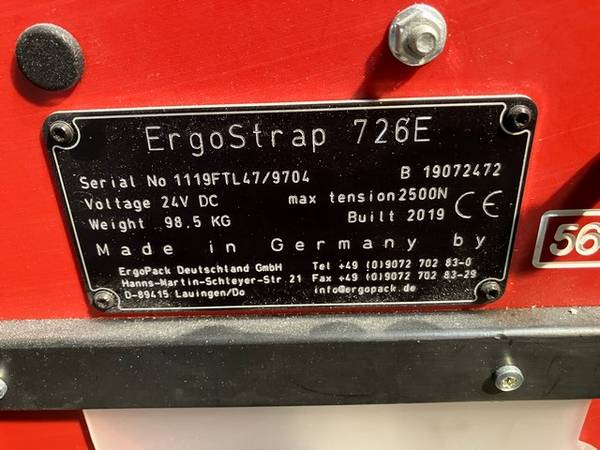 ErgoStrap 726E
Serial No 1119FTL47/9704 B 19072472
Voltage 24V DC max tension 2500N
Weight 98,5 KG Built 2019 CE
Made in Germany by
ErgoPack Deutschland GmbH Tel +49 (0)9072 702 83-0
Hanns-Martin-Schleyer-Str 21 Fax +49 (0)9072 702 83-29
D-89415 Lauingen/Do info@ergopack.de
56